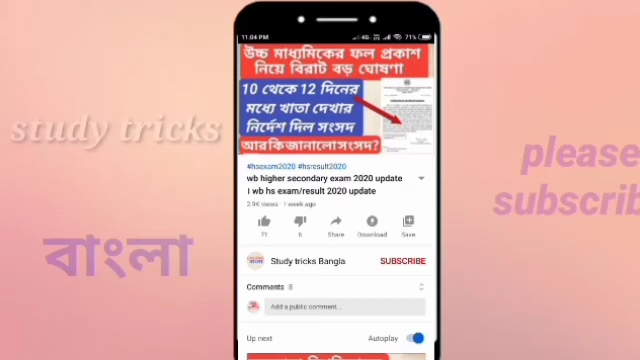 study tricks
বাংলা
please
subscrib
11:04 PM
4G
71%
উচ্চ মাধ্যমিকের ফল প্রকাশ
নিয়ে বিরাট বড় ঘোষণা
10 থেকে 12 দিনের
মধ্যে খাতা দেখার
নির্দেশ দিল সংসদ
আর কি জানালো সংসদ?
#hsexam2020 #hsresult2020
wb higher secondary exam 2020 update
। wb hs exam/result 2020 update
2.9K views · 1 week ago
71
6
Share
Download
Save
Study tricks Bangla
SUBSCRIBE
Comments 8
Add a public comment...
Up next
Autoplay